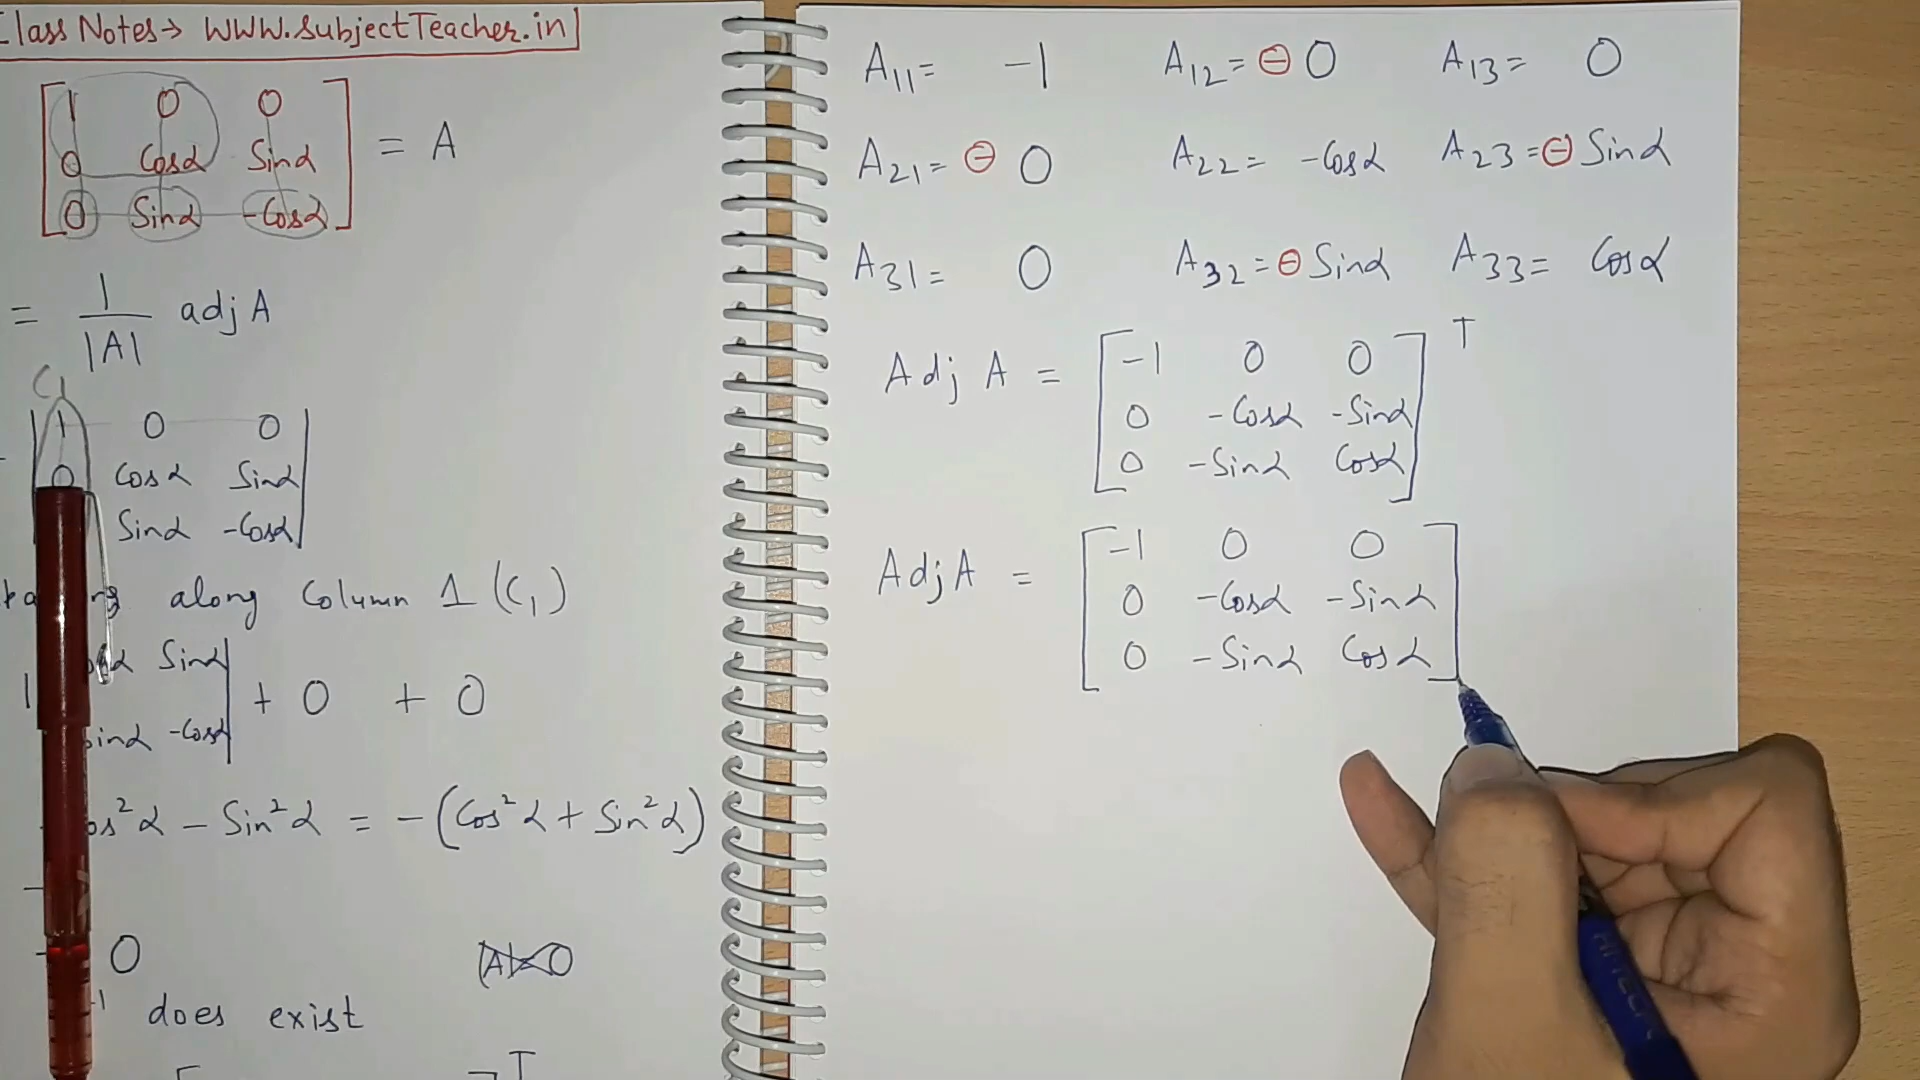 Class Notes→ WWW.SubjectTeacher.in
1 0 0
0 Cosα Sinα = A
0 Sinα -Cosα
= 1/|A| adj A
C1
1 0 0
0 Cosα Sinα
Sinα -Cosα
along Column 1 (C₁)
1 Sinα + 0 + 0
Sinα -Cosα
Cos²α - Sin²α = -(Cos²α + Sin²α)
0 |A| 0
-1 does exist
T
A11= -1 A12= ⊖ 0 A13= 0
A21= ⊖ 0 A22= -Cosα A23=⊖ Sinα
A31= 0 A32=⊖ Sinα A33= Cosα
Adj A = T
-1 0 0
0 -Cosα -Sinα
0 -Sinα Cosα
Adj A =
-1 0 0
0 -Cosα -Sinα
0 -Sinα Cosα